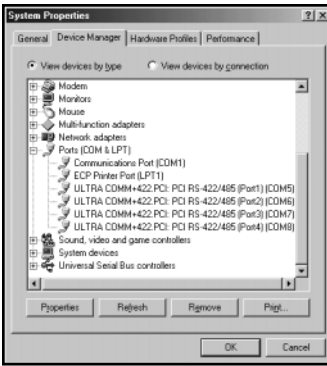 System Properties
General Device Manager Hardware Profiles Performance
View devices by type View devices by connection
Modem
Monitors
Mouse
Multi-function adapters
Network adapters
Ports (COM & LPT)
Communications Port (COM1)
ECP Printer Port (LPT1)
ULTRA COMM+422.PCI: PCI RS-422/485 (Port1) (COM5)
ULTRA COMM+422.PCI: PCI RS-422/485 (Port2) (COM6)
ULTRA COMM+422.PCI: PCI RS-422/485 (Port3) (COM7)
ULTRA COMM+422.PCI: PCI RS-422/485 (Port4) (COM8)
Sound, video and game controllers
System devices
Universal Serial Bus controllers
Properties Refresh Remove Print...
OK Cancel